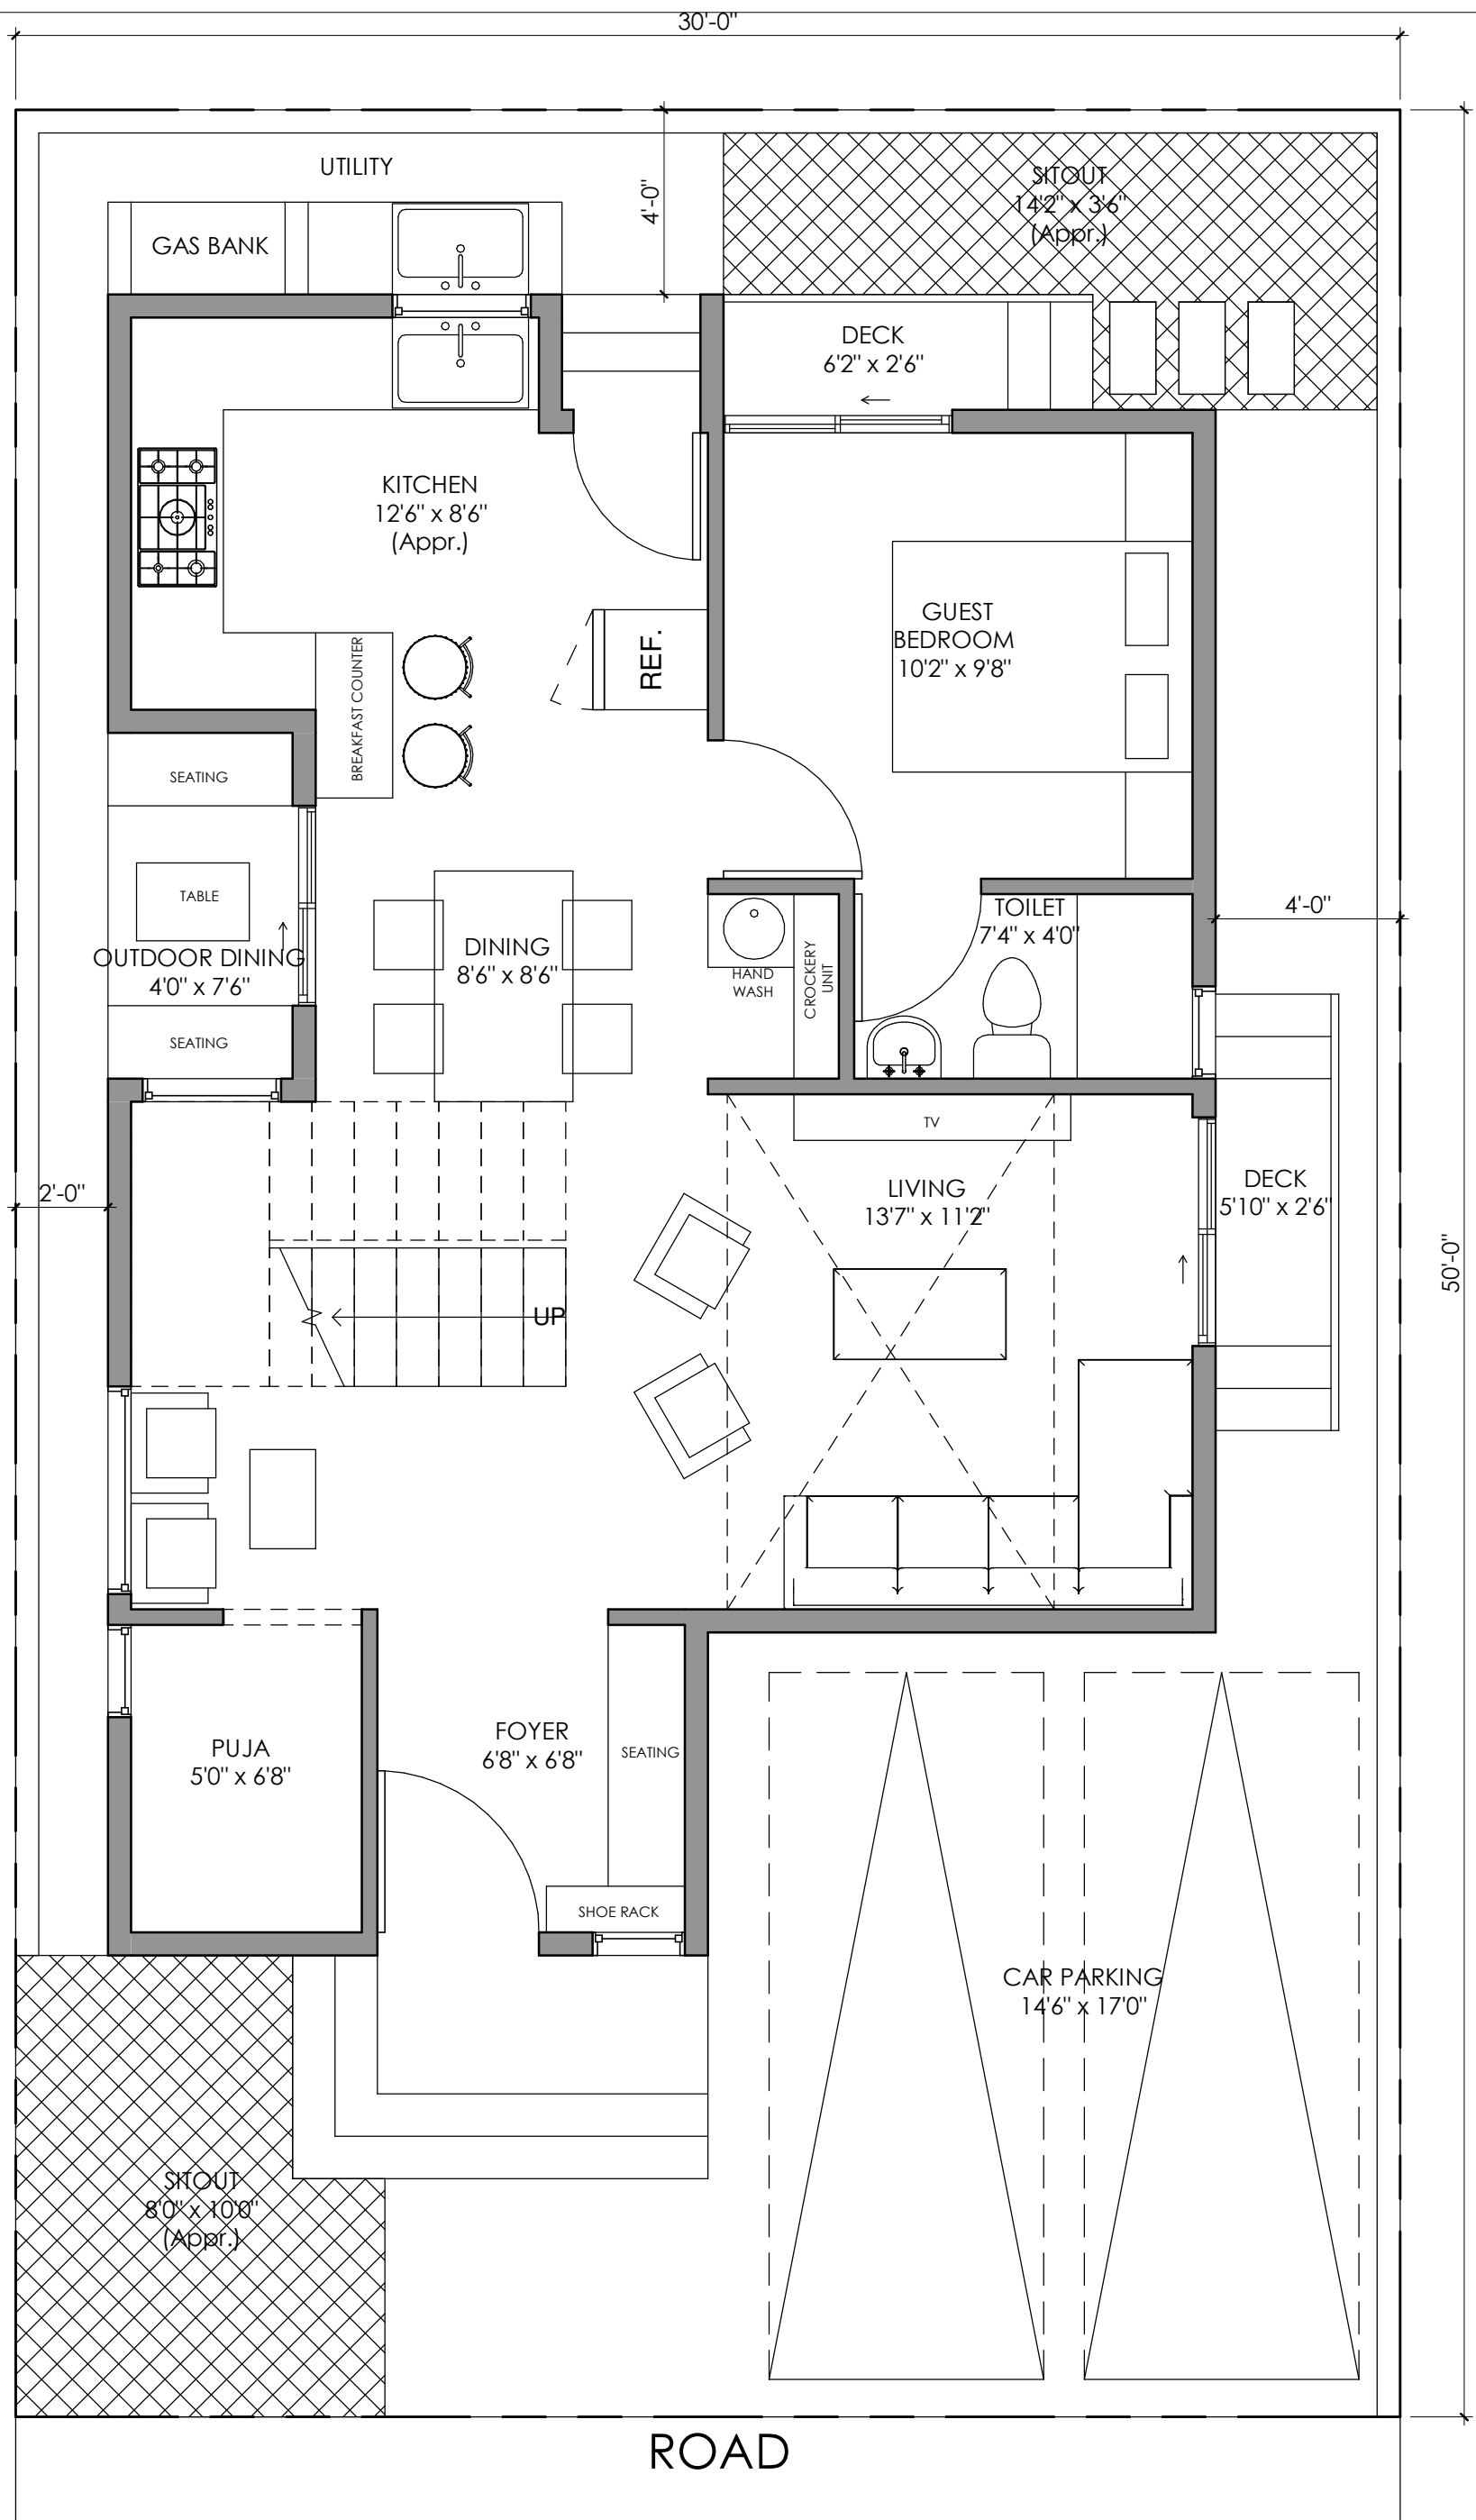 30'-0"
UTILITY
SITOUT
14'2" x 3'6"
(Appr.)
4'-0"
GAS BANK
DECK
6'2" x 2'6"
KITCHEN
12'6" x 8'6"
(Appr.)
GUEST
BEDROOM
10'2" x 9'8"
REF.
BREAKFAST COUNTER
SEATING
TABLE
OUTDOOR DINING
4'0" x 7'6"
SEATING
DINING
8'6" x 8'6"
HAND
WASH
CROCKERY
UNIT
TOILET
7'4" x 4'0"
4'-0"
TV
LIVING
13'7" x 11'2"
DECK
5'10" x 2'6"
2'-0"
50'-0"
UP
PUJA
5'0" x 6'8"
FOYER
6'8" x 6'8"
SEATING
SHOE RACK
CAR PARKING
14'6" x 17'0"
SITOUT
8'0" x 10'0"
(Appr.)
ROAD